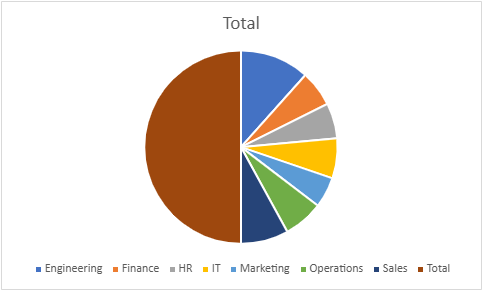 Total
Engineering Finance HR IT Marketing Operations Sales Total